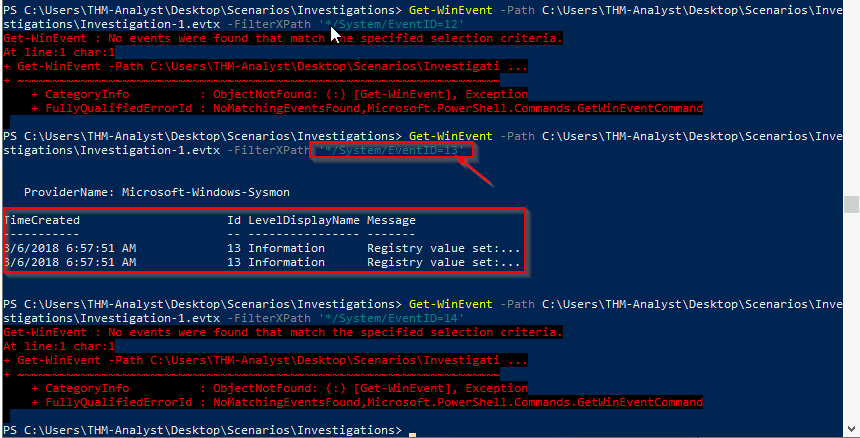 PS C:\Users\THM-Analyst\Desktop\Scenarios\Investigations> Get-WinEvent -Path C:\Users\THM-Analyst\Desktop\Scenarios\Inve
stigations\Investigation-1.evtx -FilterXPath '*/System/EventID=12'
Get-WinEvent : No events were found that match the specified selection criteria.
At line:1 char:1
+ Get-WinEvent -Path C:\Users\THM-Analyst\Desktop\Scenarios\Investigati ...
+ ~~~~~~~~~~~~~~~~~~~~~~~~~~~~~~~~~~~~~~~~~~~~~~~~~~~~~~~~~~~~~~~~~
+ CategoryInfo : ObjectNotFound: (:) [Get-WinEvent], Exception
+ FullyQualifiedErrorId : NoMatchingEventsFound,Microsoft.PowerShell.Commands.GetWinEventCommand
PS C:\Users\THM-Analyst\Desktop\Scenarios\Investigations> Get-WinEvent -Path C:\Users\THM-Analyst\Desktop\Scenarios\Inve
stigations\Investigation-1.evtx -FilterXPath '*/System/EventID=13'
ProviderName: Microsoft-Windows-Sysmon
TimeCreated Id LevelDisplayName Message
----------- -- ---------------- -------
3/6/2018 6:57:51 AM 13 Information Registry value set:...
3/6/2018 6:57:51 AM 13 Information Registry value set:...
PS C:\Users\THM-Analyst\Desktop\Scenarios\Investigations> Get-WinEvent -Path C:\Users\THM-Analyst\Desktop\Scenarios\Inve
stigations\Investigation-1.evtx -FilterXPath '*/System/EventID=14'
Get-WinEvent : No events were found that match the specified selection criteria.
At line:1 char:1
+ Get-WinEvent -Path C:\Users\THM-Analyst\Desktop\Scenarios\Investigati ...
+ ~~~~~~~~~~~~~~~~~~~~~~~~~~~~~~~~~~~~~~~~~~~~~~~~~~~~~~~~~~~~~~~~~
+ CategoryInfo : ObjectNotFound: (:) [Get-WinEvent], Exception
+ FullyQualifiedErrorId : NoMatchingEventsFound,Microsoft.PowerShell.Commands.GetWinEventCommand
PS C:\Users\THM-Analyst\Desktop\Scenarios\Investigations>